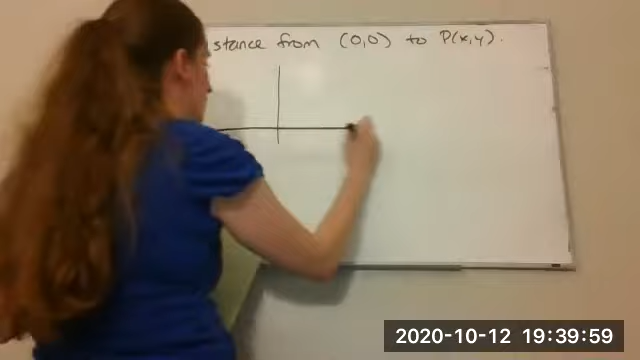 stance from (0,0) to P(x,y).
2020-10-12 19:39:59